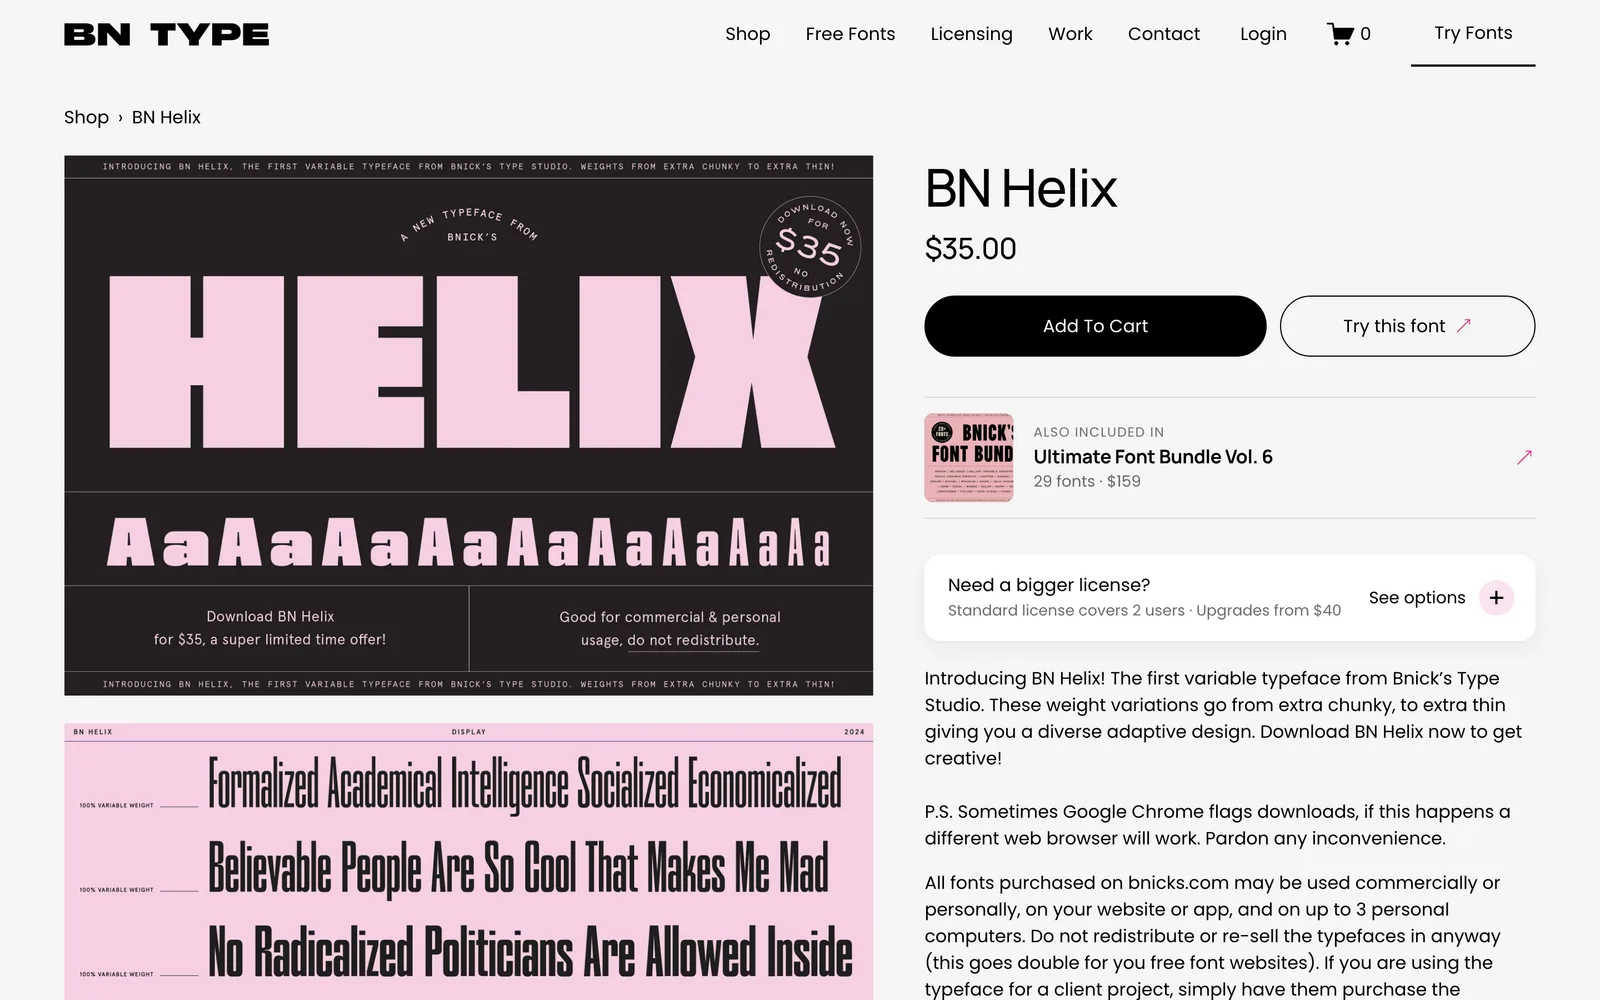 BN TYPE
Shop Free Fonts Licensing Work Contact Login 0 Try Fonts
Shop › BN Helix
INTRODUCING BN HELIX, THE FIRST VARIABLE TYPEFACE FROM BNICK'S TYPE STUDIO. WEIGHTS FROM EXTRA CHUNKY TO EXTRA THIN!
A NEW TYPEFACE FROM
BNICK'S
DOWNLOAD NOW
FOR
$35
NO
REDISTRIBUTION
HELIX
Aa Aa Aa Aa Aa Aa Aa Aa
Download BN Helix
for $35, a super limited time offer!
Good for commercial & personal
usage, do not redistribute.
INTRODUCING BN HELIX, THE FIRST VARIABLE TYPEFACE FROM BNICK'S TYPE STUDIO. WEIGHTS FROM EXTRA CHUNKY TO EXTRA THIN!
BN HELIX DISPLAY 2024
100% VARIABLE WEIGHT Formalized Academical Intelligence Socialized Economicalized
100% VARIABLE WEIGHT Believable People Are So Cool That Makes Me Mad
100% VARIABLE WEIGHT No Radicalized Politicians Are Allowed Inside
BN Helix
$35.00
Add To Cart
Try this font
28+
FONTS
BNICK'S
FONT BUND
ALSO INCLUDED IN
Ultimate Font Bundle Vol. 6
29 fonts · $159
Need a bigger license?
Standard license covers 2 users · Upgrades from $40
See options +
Introducing BN Helix! The first variable typeface from Bnick's Type
Studio. These weight variations go from extra chunky, to extra thin
giving you a diverse adaptive design. Download BN Helix now to get
creative!
P.S. Sometimes Google Chrome flags downloads, if this happens a
different web browser will work. Pardon any inconvenience.
All fonts purchased on bnicks.com may be used commercially or
personally, on your website or app, and on up to 3 personal
computers. Do not redistribute or re-sell the typefaces in anyway
(this goes double for you free font websites). If you are using the
typeface for a client project, simply have them purchase the